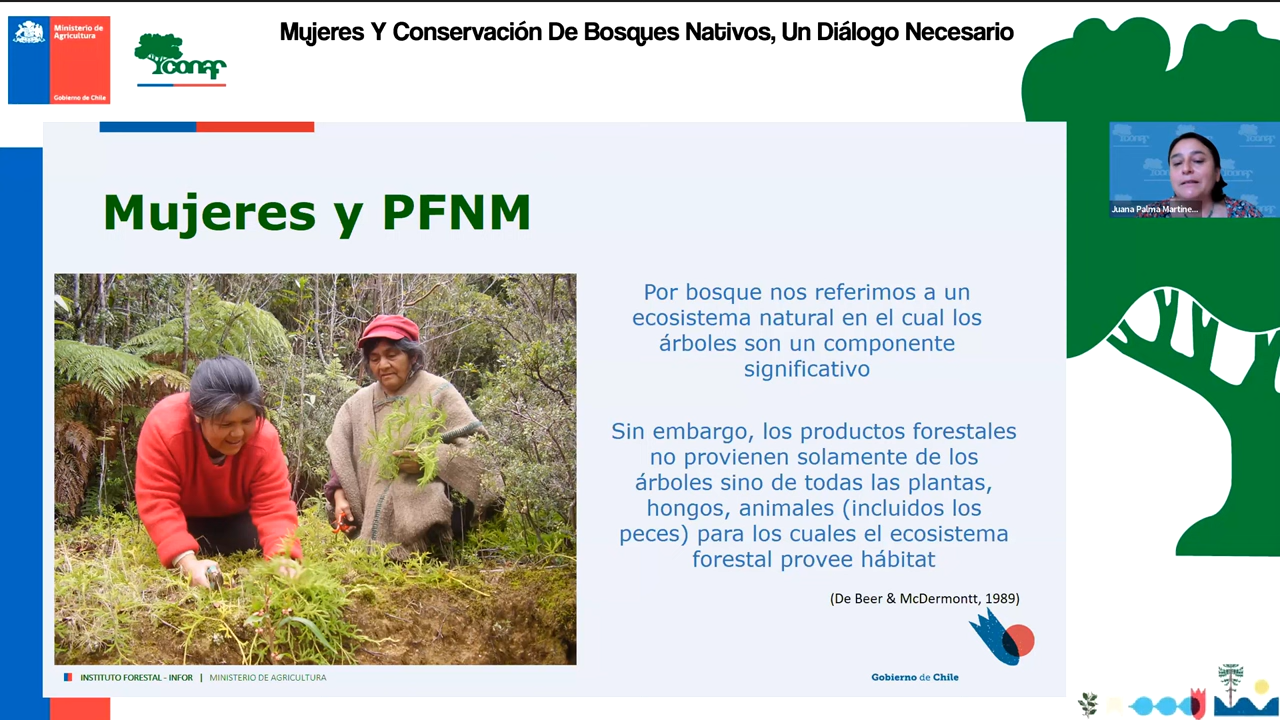 Mujeres Y Conservación De Bosques Nativos, Un Diálogo Necesario
Ministerio de
Agricultura
Gobierno de Chile
conaf
Mujeres y PFNM
Juana Palma Martine...
Por bosque nos referimos a un
ecosistema natural en el cual los
árboles son un componente
significativo
Sin embargo, los productos forestales
no provienen solamente de los
árboles sino de todas las plantas,
hongos, animales (incluidos los
peces) para los cuales el ecosistema
forestal provee hábitat
(De Beer & McDermontt, 1989)
INSTITUTO FORESTAL - INFOR | MINISTERIO DE AGRICULTURA
Gobierno de Chile